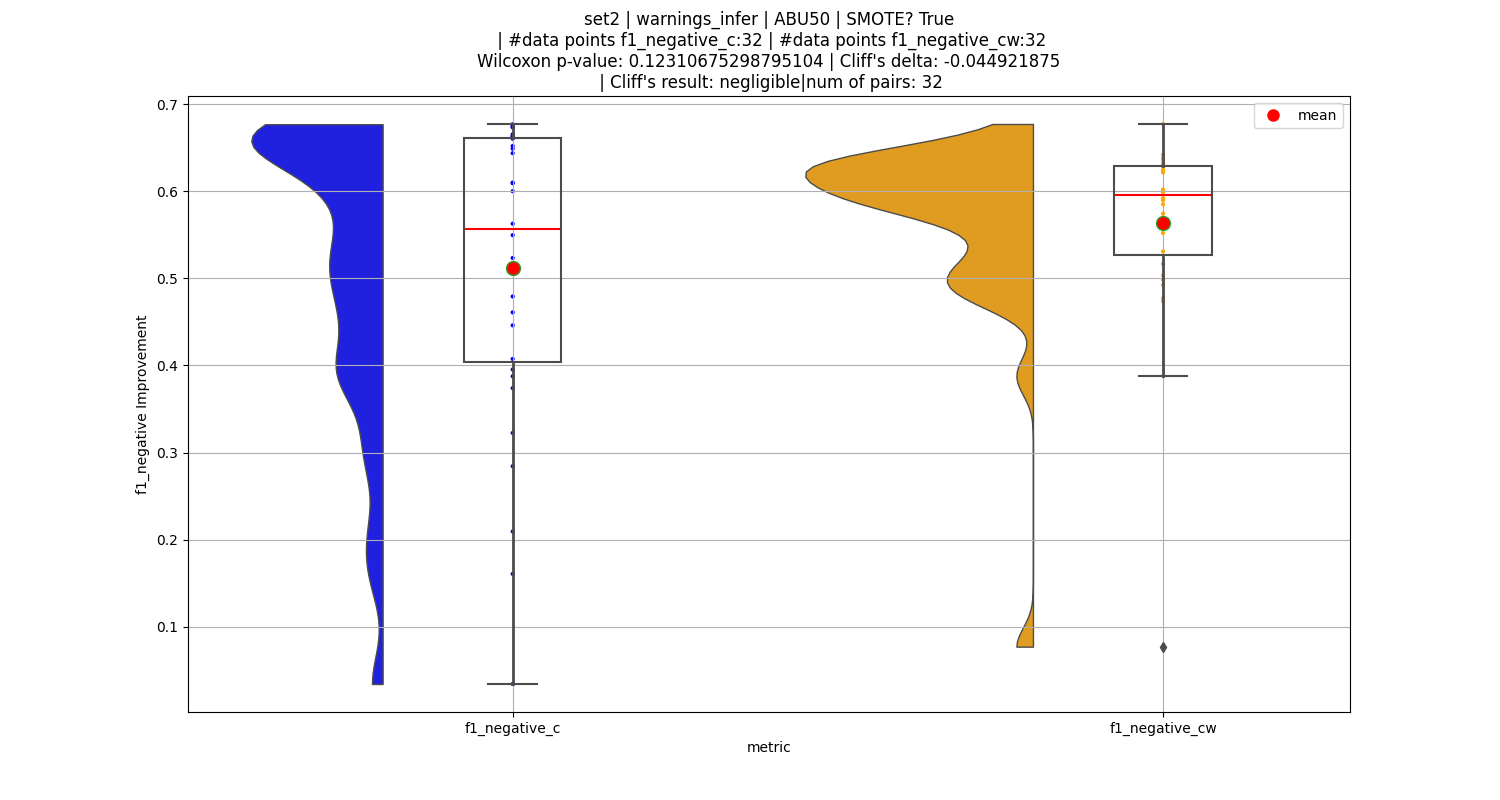 set2 | warnings_infer | ABU50 | SMOTE? True
| #data points f1_negative_c:32 | #data points f1_negative_cw:32
Wilcoxon p-value: 0.12310675298795104 | Cliff's delta: -0.044921875
| Cliff's result: negligible|num of pairs: 32
mean
0.7
0.6
0.5
0.4
0.3
0.2
0.1
f1_negative Improvement
f1_negative_c
f1_negative_cw
metric